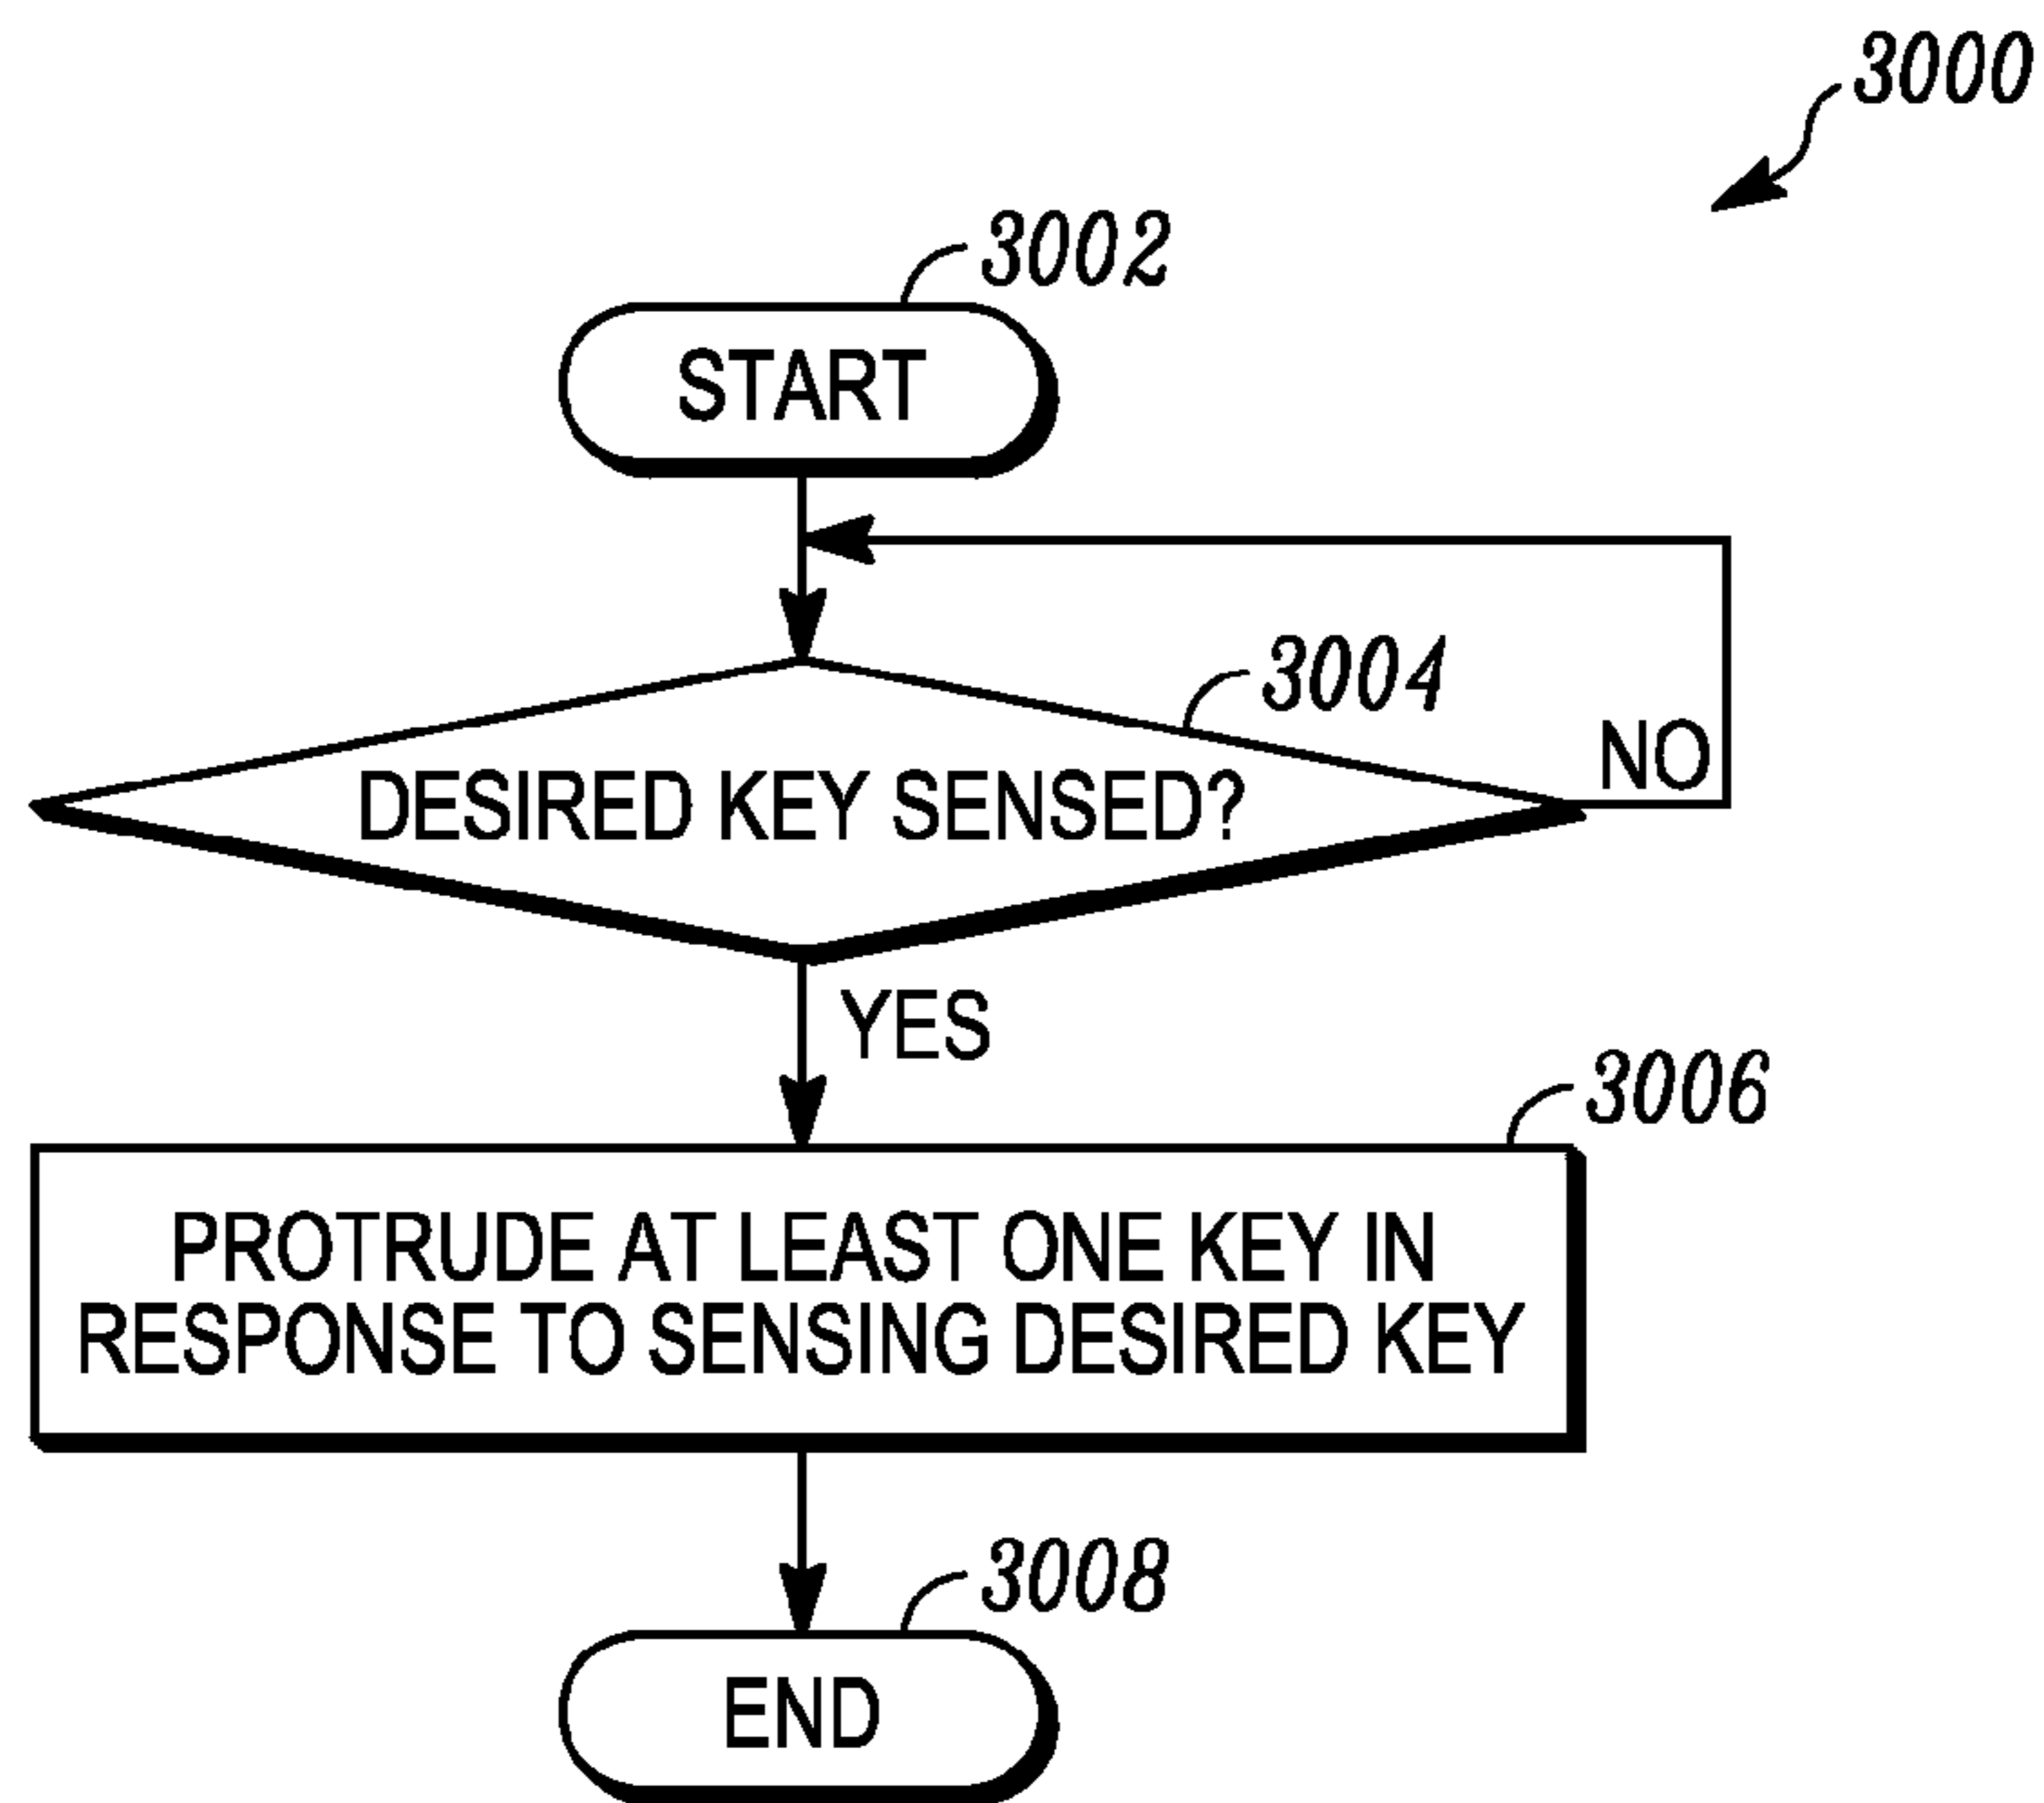 3000
3002
START
3004
NO
DESIRED KEY SENSED?
YES
3006
PROTRUDE AT LEAST ONE KEY IN
RESPONSE TO SENSING DESIRED KEY
3008
END